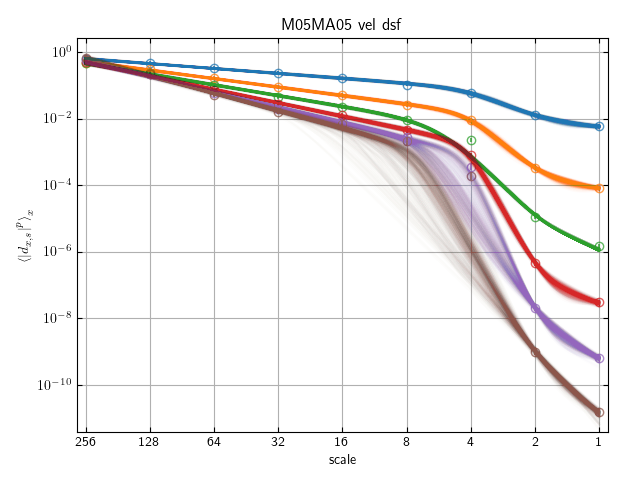 M05MA05 vel dsf
⟨|d_{x,s}|^p⟩_x
10^0
10^{-2}
10^{-4}
10^{-6}
10^{-8}
10^{-10}
256 128 64 32 16 8 4 2 1
scale